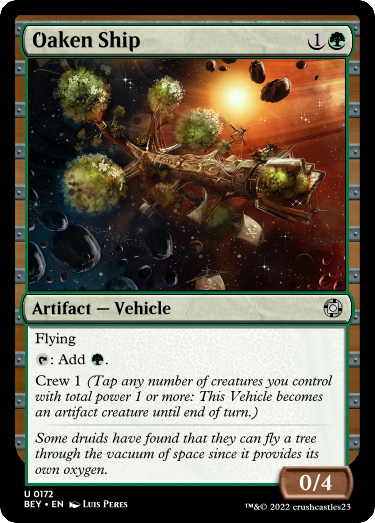 Oaken Ship 1
Artifact — Vehicle
Flying
: Add .
Crew 1 (Tap any number of creatures you control
with total power 1 or more: This Vehicle becomes
an artifact creature until end of turn.)
Some druids have found that they can fly a tree
through the vacuum of space since it provides its
own oxygen.
0/4
U 0172
BEY • EN Luis Peres
™&© 2022 crushcastles23